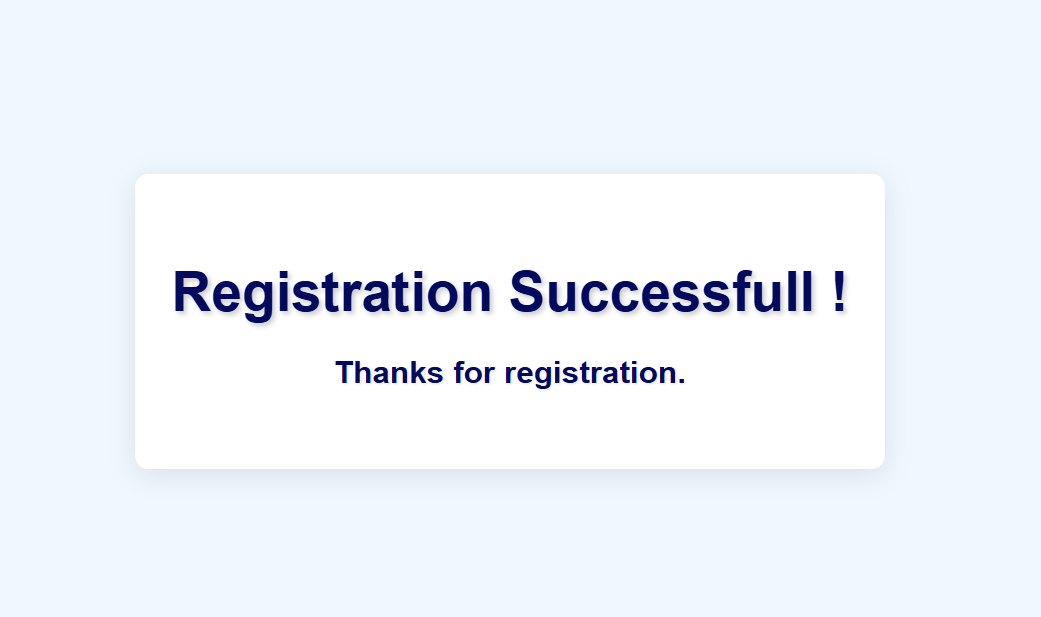 Registration Successfull !
Thanks for registration.